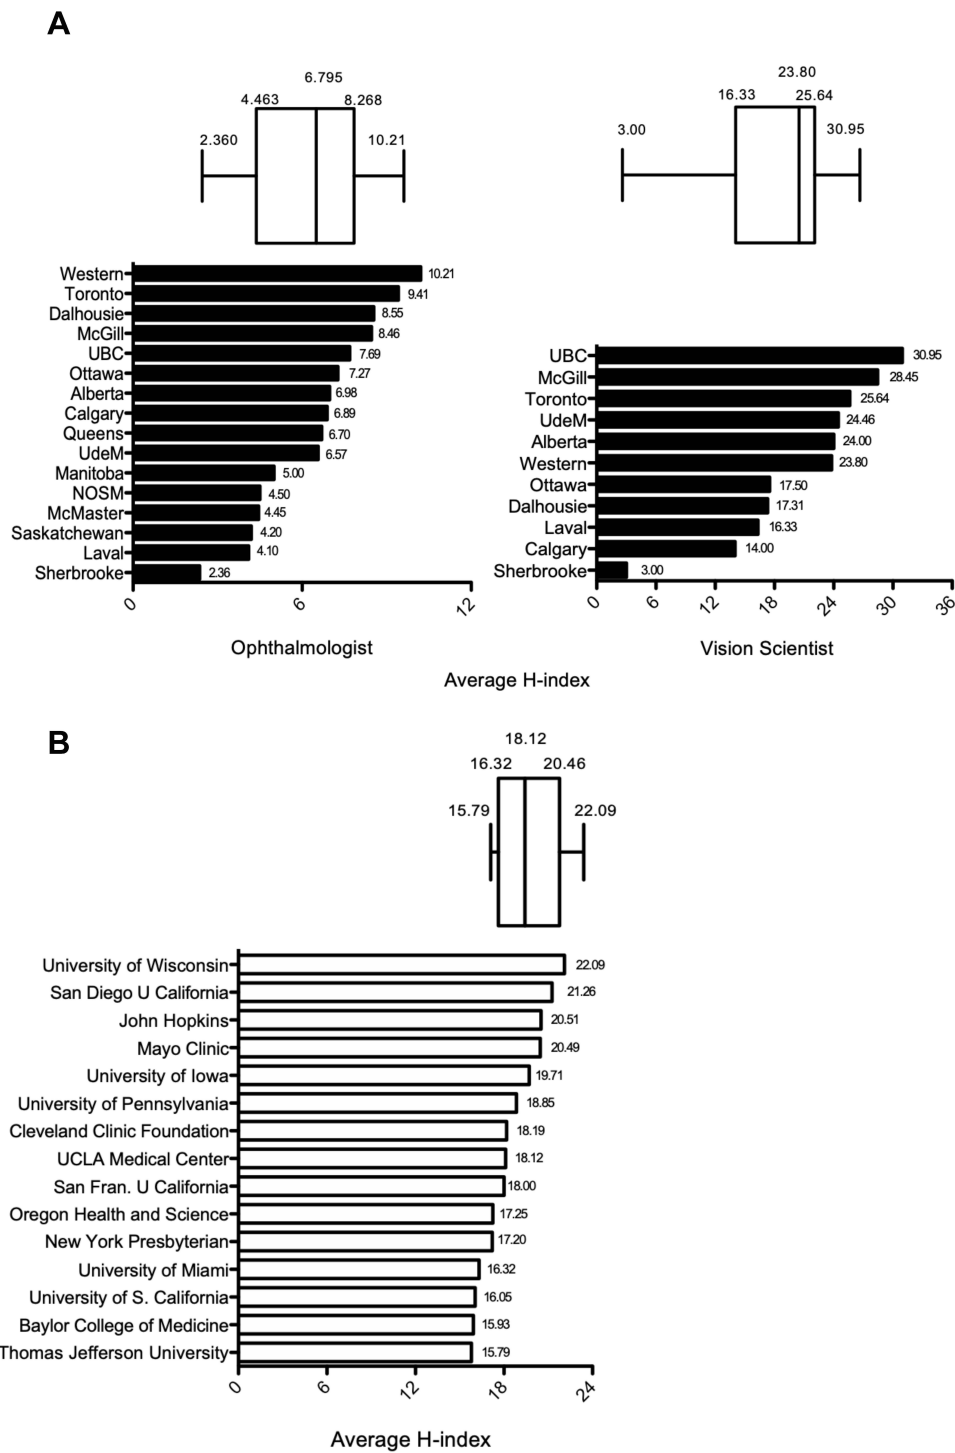 A
6.795
4.463 8.268
2.360 10.21
23.80
16.33 25.64
3.00 30.95
Western 10.21
Toronto 9.41
Dalhousie 8.55
McGill 8.46
UBC 7.69
Ottawa 7.27
Alberta 6.98
Calgary 6.89
Queens 6.70
UdeM 6.57
Manitoba 5.00
NOSM 4.50
McMaster 4.45
Saskatchewan 4.20
Laval 4.10
Sherbrooke 2.36
0 6 12
Ophthalmologist
UBC 30.95
McGill 28.45
Toronto 25.64
UdeM 24.46
Alberta 24.00
Western 23.80
Ottawa 17.50
Dalhousie 17.31
Laval 16.33
Calgary 14.00
Sherbrooke 3.00
0 6 12 18 24 30 36
Vision Scientist
Average H-index
B
18.12
16.32 20.46
15.79 22.09
University of Wisconsin 22.09
San Diego U California 21.26
John Hopkins 20.51
Mayo Clinic 20.49
University of Iowa 19.71
University of Pennsylvania 18.85
Cleveland Clinic Foundation 18.19
UCLA Medical Center 18.12
San Fran. U California 18.00
Oregon Health and Science 17.25
New York Presbyterian 17.20
University of Miami 16.32
University of S. California 16.05
Baylor College of Medicine 15.93
Thomas Jefferson University 15.79
0 6 12 18 24
Average H-index